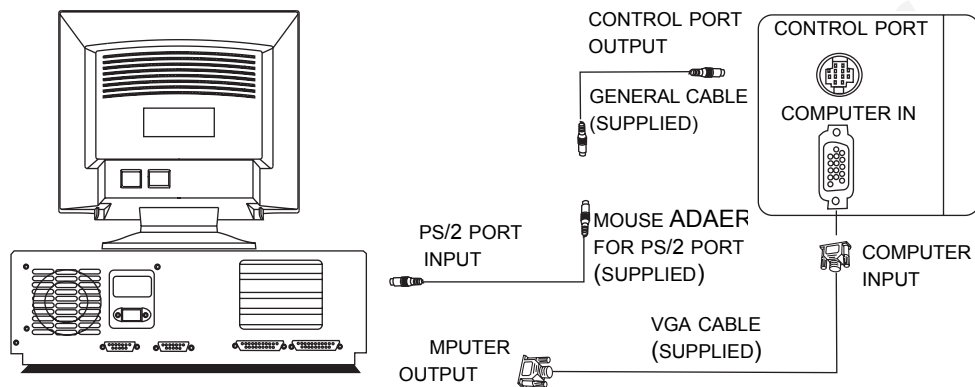 CONTROL PORT
OUTPUT
CONTROL PORT
GENERAL CABLE
(SUPPLIED)
COMPUTER IN
PS/2 PORT
INPUT
MOUSE ADAER
FOR PS/2 PORT
(SUPPLIED)
COMPUTER
INPUT
VGA CABLE
(SUPPLIED)
MPUTER
OUTPUT